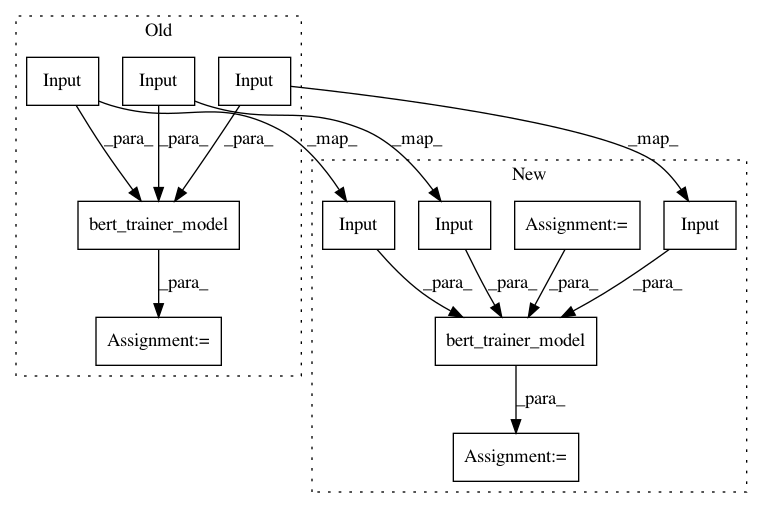 Old
Input
Input
Input
_para_
_para_
_para_
_map_
_map_
_map_
New
bert_trainer_model
Input
Input
Assignment:=
Input
_para_
_para_
_para_
_para_
_para_
Assignment:=
bert_trainer_model
_para_
Assignment:=